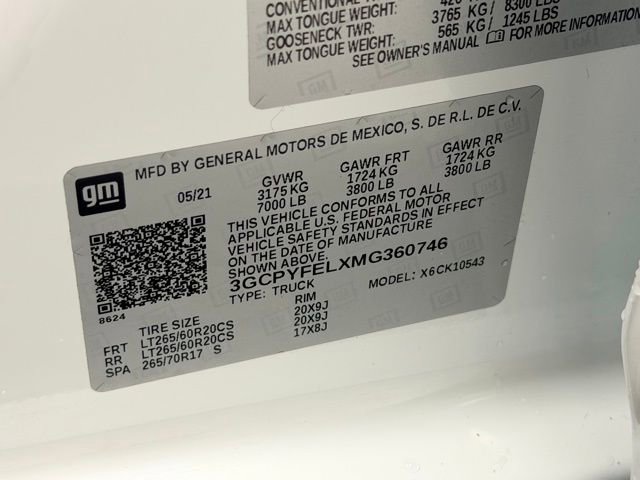 CONVENTIONAL
MAX TONGUE WEIGHT: 3765 KG / 8300 LBS
GOOSENECK TWR: 565 KG / 1245 LBS
MAX TONGUE WEIGHT:
SEE OWNER'S MANUAL FOR MORE INFORMATION
gm
MFD BY GENERAL MOTORS DE MEXICO, S. DE R.L. DE C.V.
05/21 GVWR GAWR FRT GAWR RR
3175 KG 1724 KG 1724 KG
7000 LB 3800 LB 3800 LB
THIS VEHICLE CONFORMS TO ALL
APPLICABLE U.S. FEDERAL MOTOR
VEHICLE SAFETY STANDARDS IN EFFECT
ON THE DATE OF MANUFACTURE
SHOWN ABOVE.
3GCPYFELXMG360746
TYPE: TRUCK MODEL: X6CK10543
8624
TIRE SIZE RIM
FRT LT265/60R20CS 20X9J
RR LT265/60R20CS 20X9J
SPA 265/70R17 S 17X8J